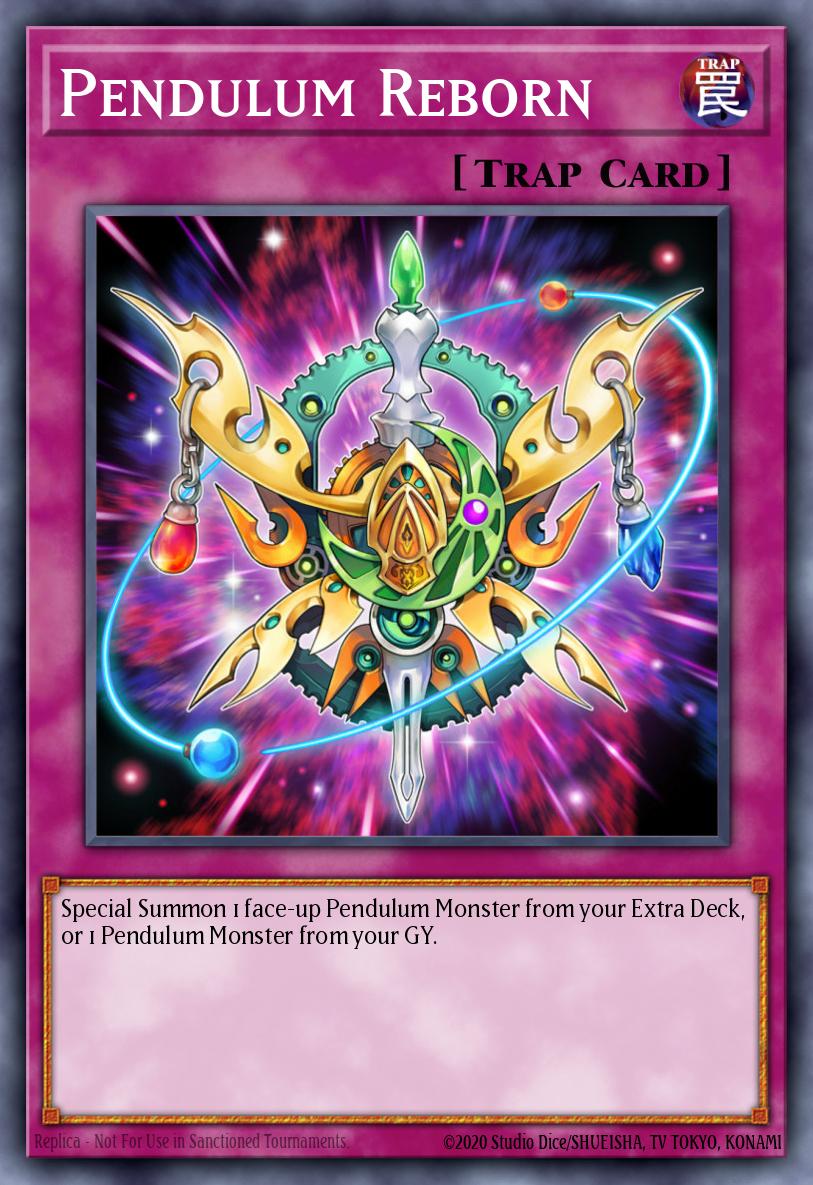 Pendulum Reborn
TRAP
罠
[Trap Card]
Special Summon 1 face-up Pendulum Monster from your Extra Deck,
or 1 Pendulum Monster from your GY.
Replica - Not For Use in Sanctioned Tournaments.
©2020 Studio Dice/SHUEISHA, TV TOKYO, KONAMI